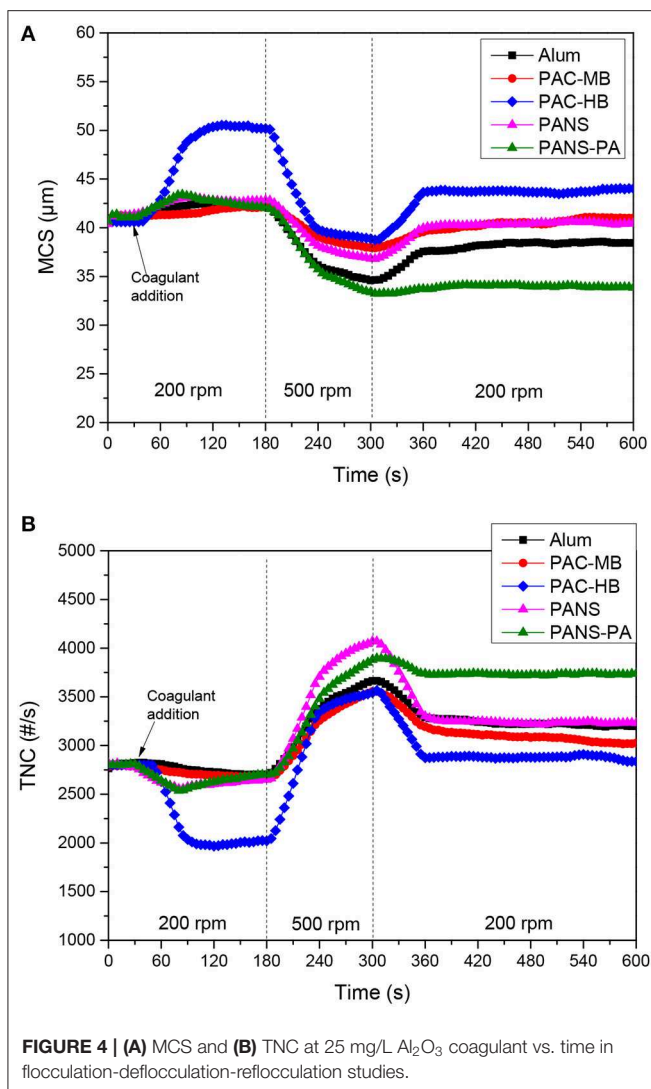 A
60
55
50
45
40
35
30
25
20
MCS (µm)
Alum
PAC-MB
PAC-HB
PANS
PANS-PA
Coagulant
addition
200 rpm
500 rpm
200 rpm
0 60 120 180 240 300 360 420 480 540 600
Time (s)
B
5000
4500
4000
3500
3000
2500
2000
1500
1000
TNC (#/s)
Alum
PAC-MB
PAC-HB
PANS
PANS-PA
Coagulant
addition
200 rpm
500 rpm
200 rpm
0 60 120 180 240 300 360 420 480 540 600
Time (s)
FIGURE 4 | (A) MCS and (B) TNC at 25 mg/L Al₂O₃ coagulant vs. time in
flocculation-deflocculation-reflocculation studies.